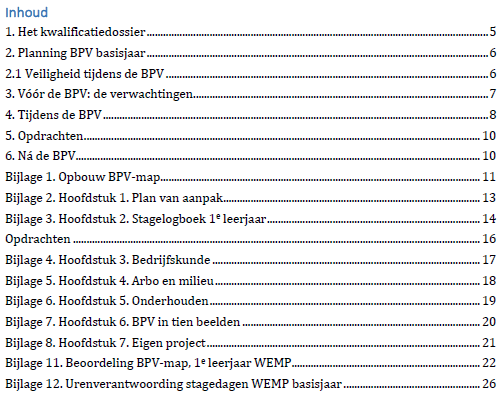 Inhoud
1. Het kwalificatiedossier 5
2. Planning BPV basisjaar 6
2.1 Veiligheid tijdens de BPV 6
3. Vóór de BPV: de verwachtingen 7
4. Tijdens de BPV 8
5. Opdrachten 10
6. Ná de BPV 10
Bijlage 1. Opbouw BPV-map 11
Bijlage 2. Hoofdstuk 1. Plan van aanpak 13
Bijlage 3. Hoofdstuk 2. Stagelogboek 1e leerjaar 14
Opdrachten 16
Bijlage 4. Hoofdstuk 3. Bedrijfskunde 17
Bijlage 5. Hoofdstuk 4. Arbo en milieu 18
Bijlage 6. Hoofdstuk 5. Onderhouden 19
Bijlage 7. Hoofdstuk 6. BPV in tien beelden 20
Bijlage 8. Hoofdstuk 7. Eigen project 21
Bijlage 11. Beoordeling BPV-map, 1e leerjaar WEMP 22
Bijlage 12. Urenverantwoording stagedagen WEMP basisjaar 26